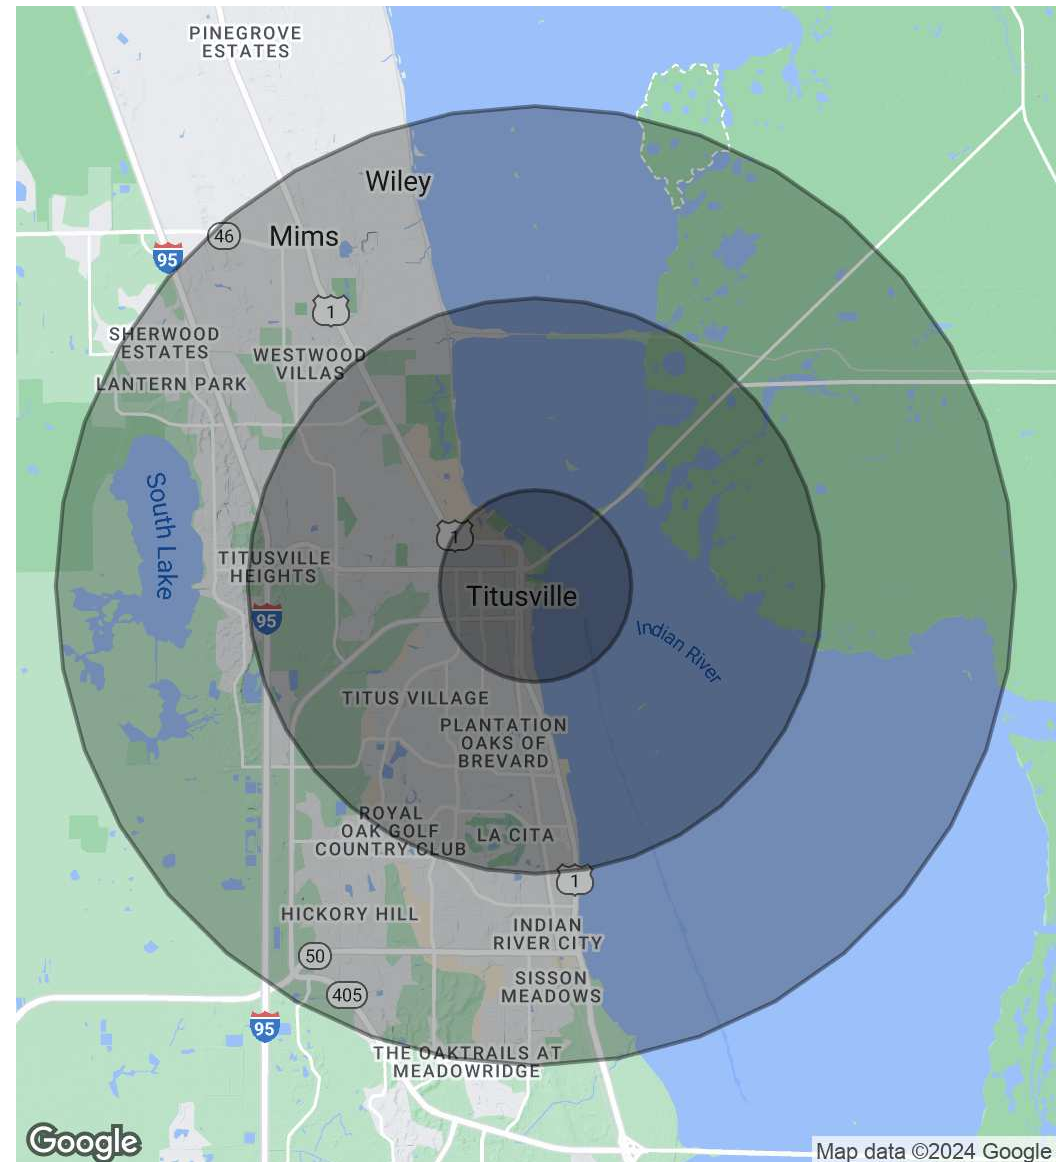 PINEGROVE
ESTATES
Wiley
46
Mims
95
1
SHERWOOD
ESTATES
WESTWOOD
VILLAS
LANTERN PARK
South Lake
1
TITUSVILLE
HEIGHTS
Titusville
95
Indian River
TITUS VILLAGE
PLANTATION
OAKS OF
BREVARD
ROYAL
OAK GOLF
COUNTRY CLUB
LA CITA
1
HICKORY HILL
INDIAN
RIVER CITY
50
SISSON
MEADOWS
405
95
THE OAKTRAILS AT
MEADOWRIDGE
Google
Map data ©2024 Google